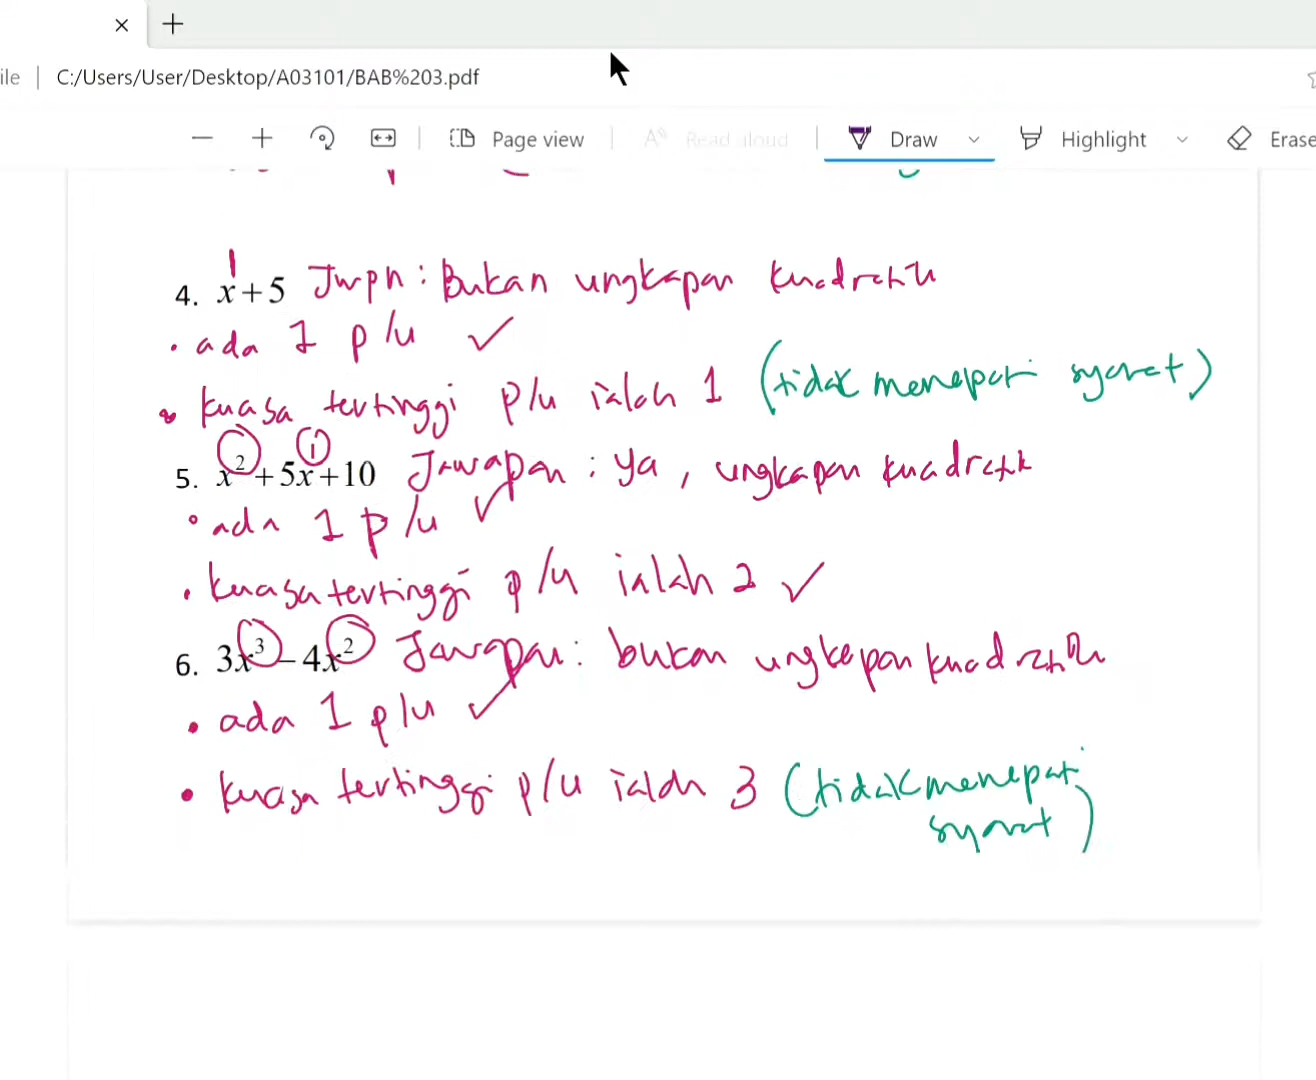 ile | C:/Users/User/Desktop/A03101/BAB%203.pdf
Page view Read aloud Draw Highlight Erase
4. x+5 Jwpn : Bukan ungkapan kuadratik
• ada 1 p/u ✓
• kuasa tertinggi p/u ialah 1 (tidak menepati syarat)
5. x²+5x+10 Jawapan : ya, ungkapan kuadratik
• ada 1 p/u ✓
• kuasa tertinggi p/u ialah 2 ✓
6. 3x³–4x² Jawapan: bukan ungkapan kuadratik
• ada 1 p/u ✓
• kuasa tertinggi p/u ialah 3 (tidak menepati
syarat)